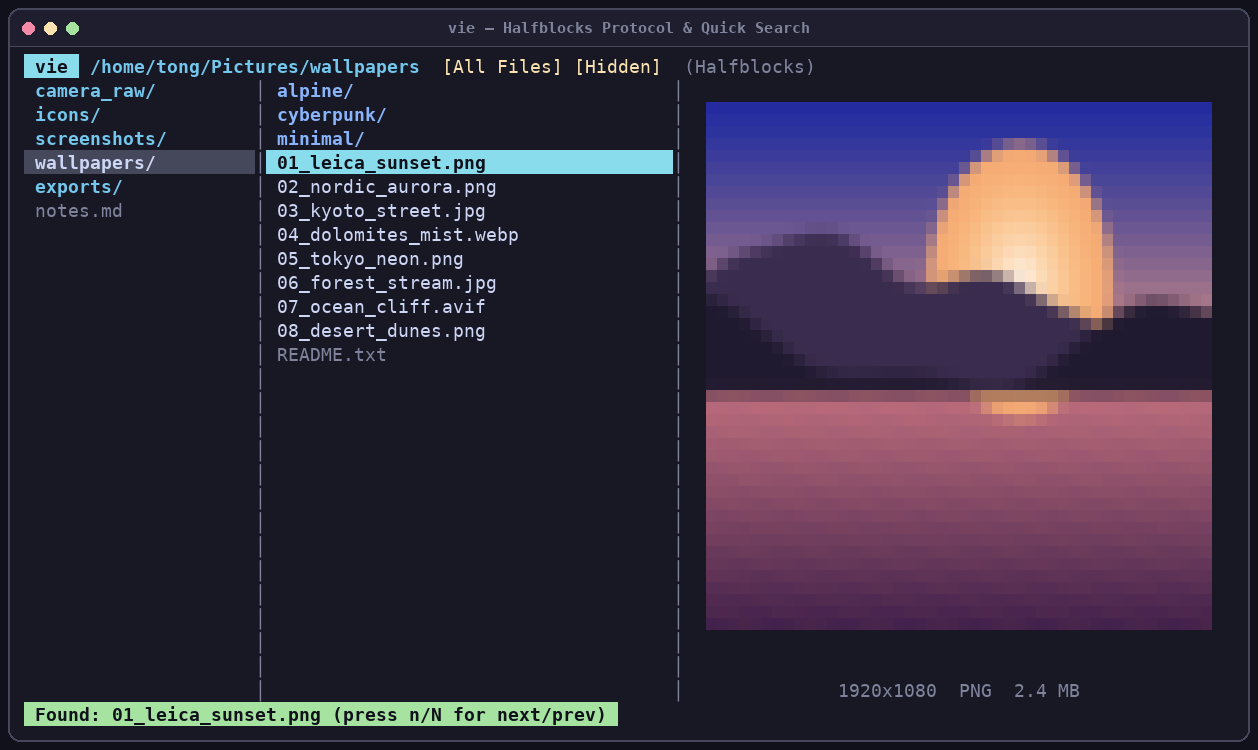 vie — Halfblocks Protocol & Quick Search
vie /home/tong/Pictures/wallpapers [All Files] [Hidden] (Halfblocks)
camera_raw/
icons/
screenshots/
wallpapers/
exports/
notes.md
alpine/
cyberpunk/
minimal/
01_leica_sunset.png
02_nordic_aurora.png
03_kyoto_street.jpg
04_dolomites_mist.webp
05_tokyo_neon.png
06_forest_stream.jpg
07_ocean_cliff.avif
08_desert_dunes.png
README.txt
1920x1080 PNG 2.4 MB
Found: 01_leica_sunset.png (press n/N for next/prev)